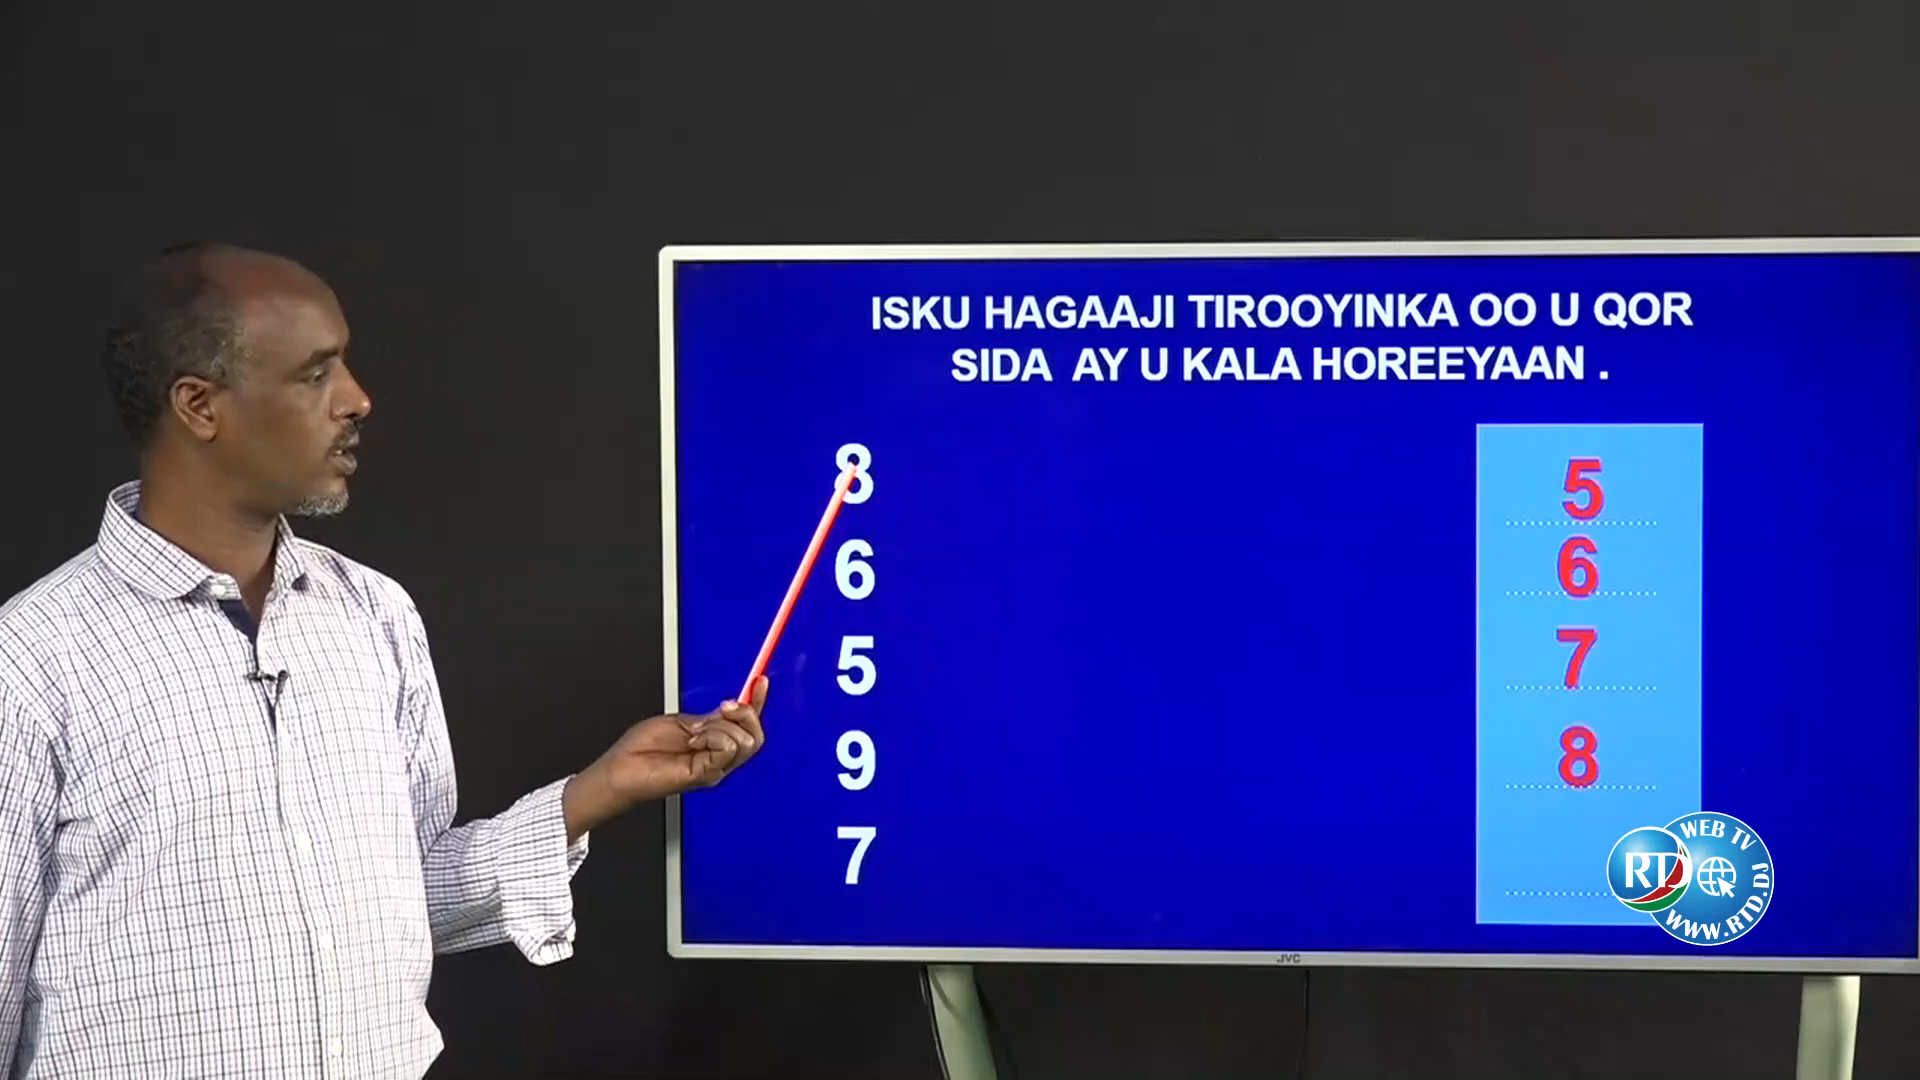 ISKU HAGAAJI TIROOYINKA OO U QOR
SIDA AY U KALA HOREEYAAN .
8
6
5
9
7
5
6
7
8
JVC
RTD
WEB TV
WWW.RTD.DJ